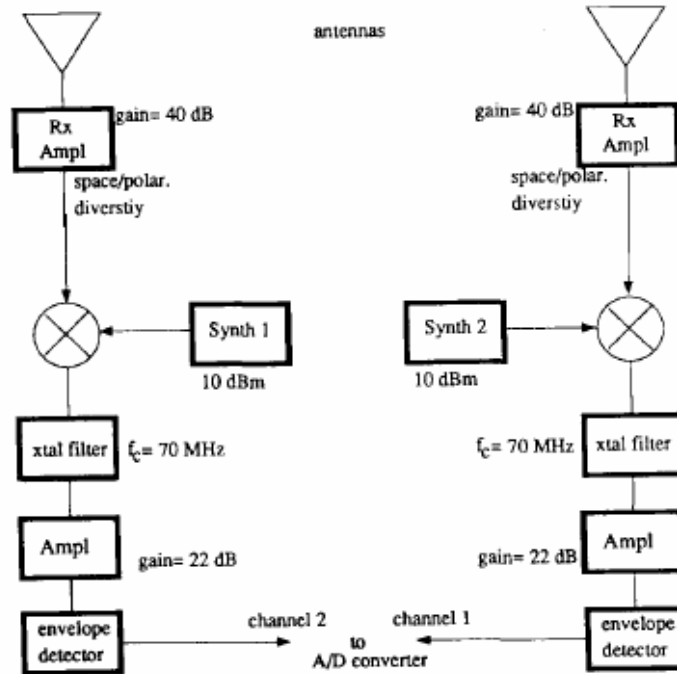 antennas
Rx
Ampl
gain= 40 dB
gain= 40 dB
Rx
Ampl
space/polar.
diverstiy
space/polar.
diverstiy
Synth 1
10 dBm
Synth 2
10 dBm
xtal filter
fc= 70 MHz
fc= 70 MHz
xtal filter
Ampl
gain= 22 dB
gain= 22 dB
Ampl
envelope
detector
channel 2
channel 1
to
A/D converter
envelope
detector